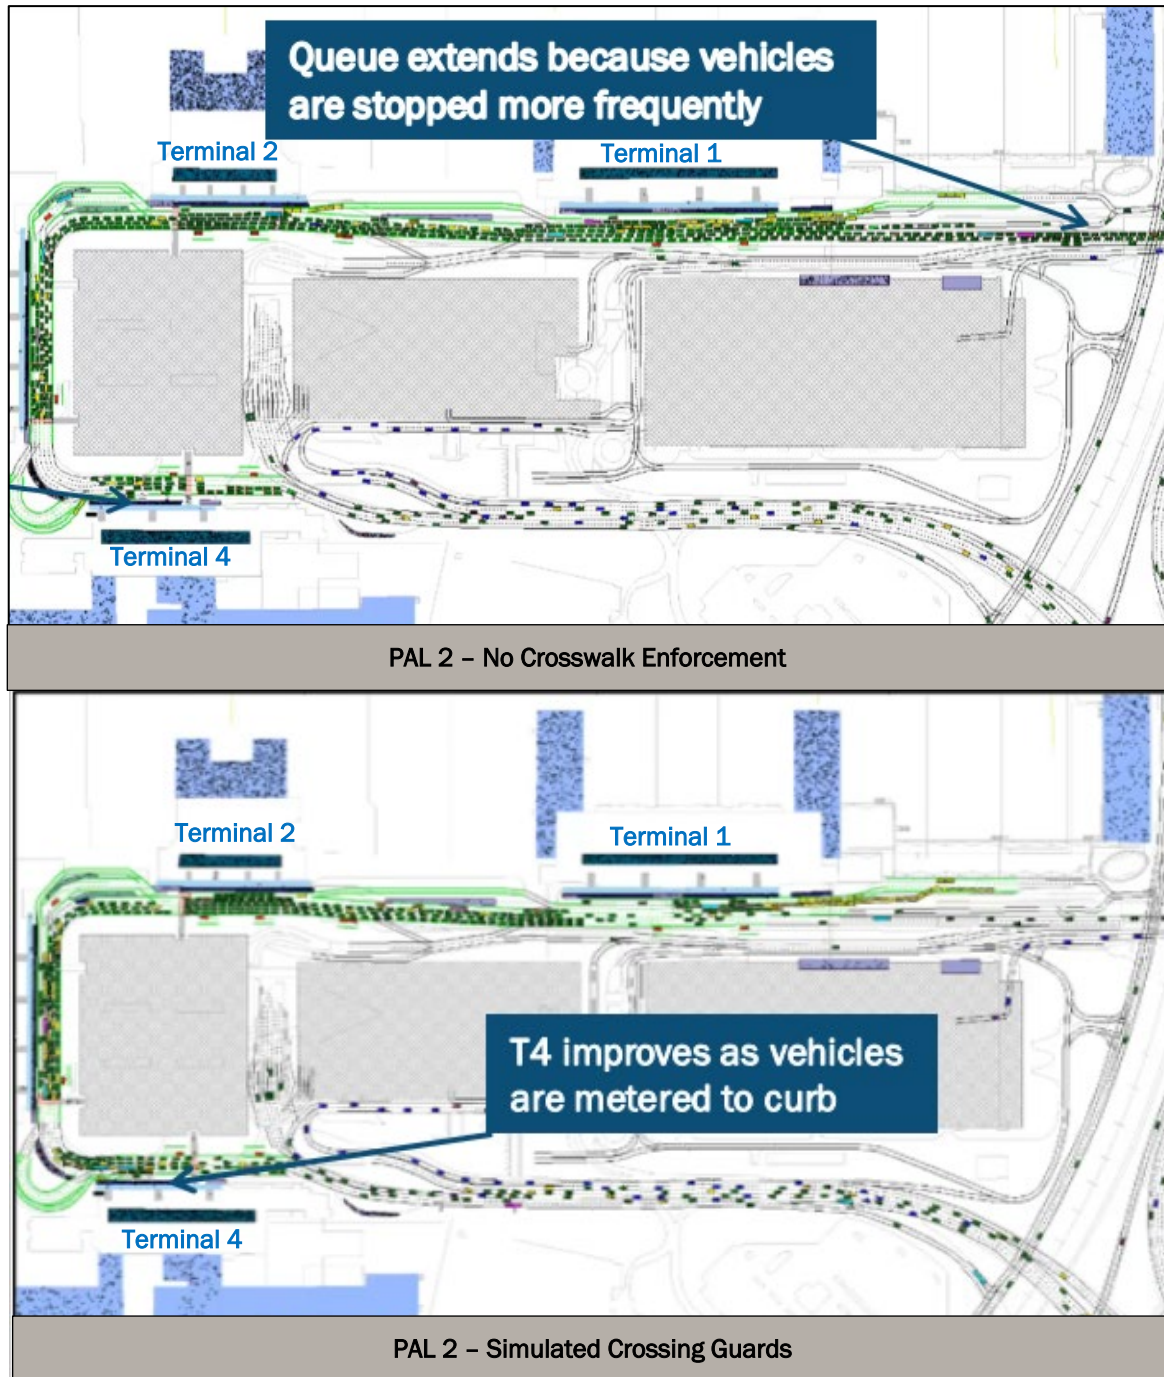 Queue extends because vehicles
are stopped more frequently
Terminal 2
Terminal 1
Terminal 4
PAL 2 – No Crosswalk Enforcement
Terminal 2
Terminal 1
T4 improves as vehicles
are metered to curb
Terminal 4
PAL 2 – Simulated Crossing Guards